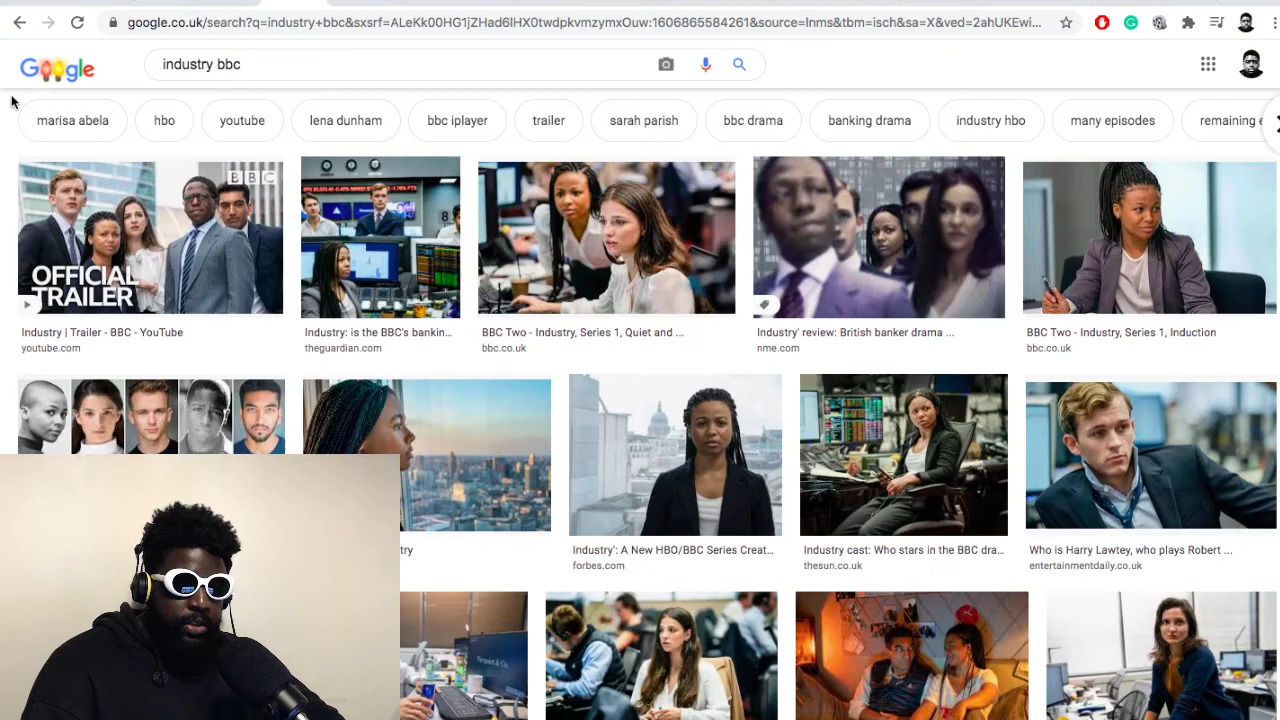 google.co.uk/search?q=industry+bbc&sxsrf=ALeKk00HG1jZHad6lHX0twdpkvmzymxOuw:1606865584261&source=lnms&tbm=isch&sa=X&ved=2ahUKEwi...
Google
industry bbc
marisa abela
hbo
youtube
lena dunham
bbc iplayer
trailer
sarah parish
bbc drama
banking drama
industry hbo
many episodes
remaining e
BBC
OFFICIAL
TRAILER
Industry | Trailer - BBC - YouTube
youtube.com
Industry: is the BBC's bankin...
theguardian.com
BBC Two - Industry, Series 1, Quiet and ...
bbc.co.uk
Industry' review: British banker drama ...
nme.com
BBC Two - Industry, Series 1, Induction
bbc.co.uk
try
Industry': A New HBO/BBC Series Creat...
forbes.com
Industry cast: Who stars in the BBC dra...
thesun.co.uk
Who is Harry Lawtey, who plays Robert ...
entertainmentdaily.co.uk
Pierpoint & Co.